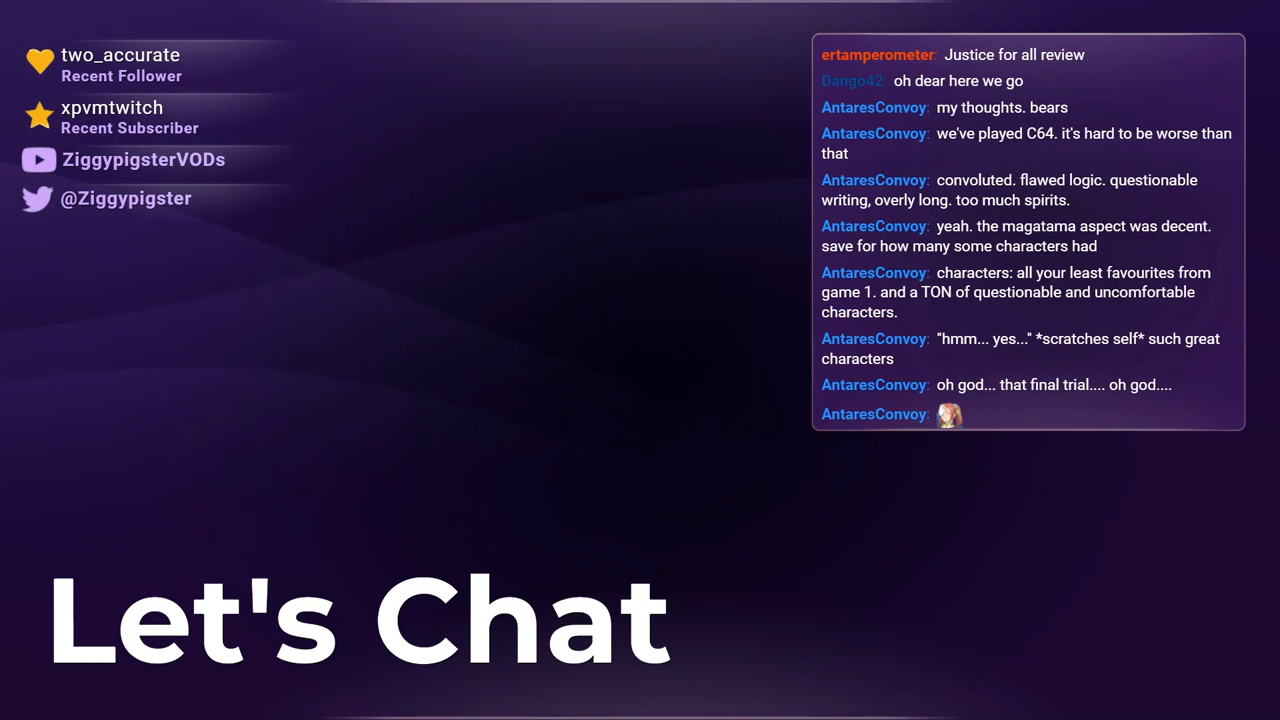 two_accurate
Recent Follower
xpvmtwitch
Recent Subscriber
ZiggypigsterVODs
@Ziggypigster
ertamperometer: Justice for all review
Dango42: oh dear here we go
AntaresConvoy: my thoughts. bears
AntaresConvoy: we've played C64. it's hard to be worse than
that
AntaresConvoy: convoluted. flawed logic. questionable
writing, overly long. too much spirits.
AntaresConvoy: yeah. the magatama aspect was decent.
save for how many some characters had
AntaresConvoy: characters: all your least favourites from
game 1. and a TON of questionable and uncomfortable
characters.
AntaresConvoy: "hmm... yes..." *scratches self* such great
characters
AntaresConvoy: oh god... that final trial.... oh god....
AntaresConvoy:
Let's Chat